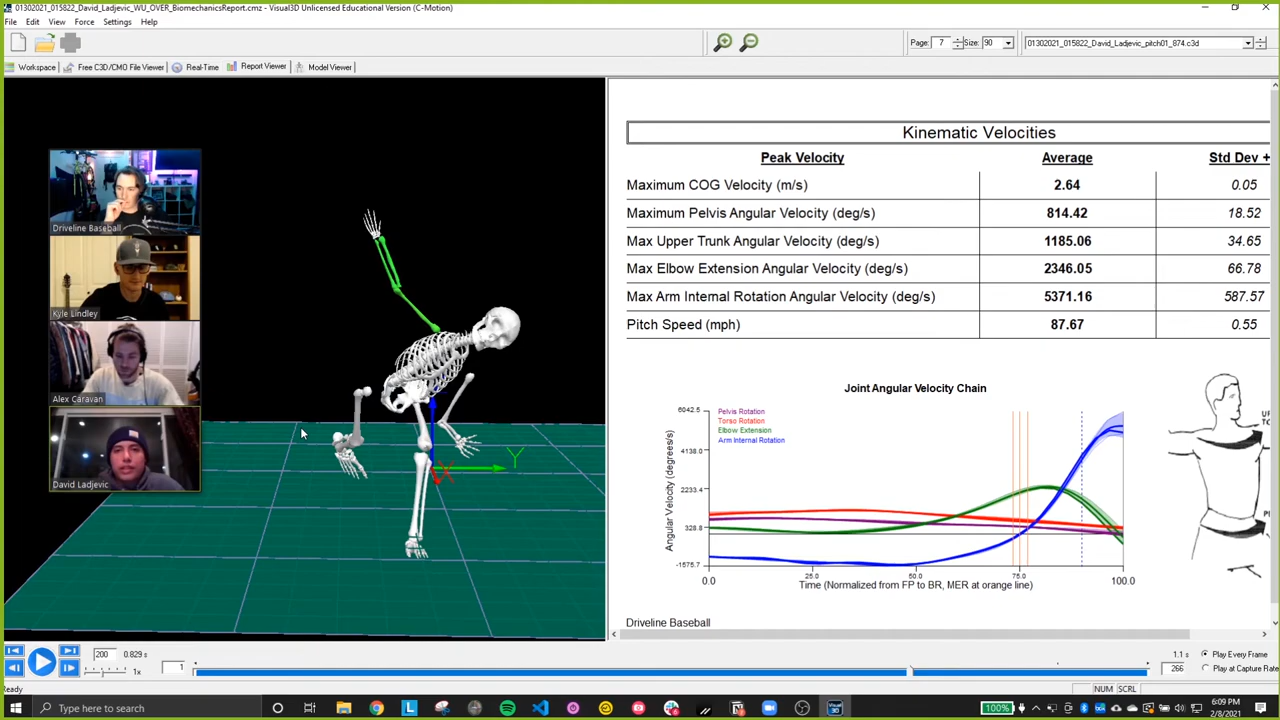 01302021_015822_David_Ladjevic_WU_OVER_BiomechanicsReport.cmz - Visual3D Unlicensed Educational Version (C-Motion)
File Edit View Force Settings Help
Page: 7 Size: 90 01302021_015822_David_Ladjevic_pitch01_874.c3d
Workspace Free C3D/CMO File Viewer Real-Time Report Viewer Model Viewer
Driveline Baseball
Kyle Lindley
Alex Caravan
David Ladjevic
X
Y
Kinematic Velocities
Peak Velocity Average Std Dev +
Maximum COG Velocity (m/s) 2.64 0.05
Maximum Pelvis Angular Velocity (deg/s) 814.42 18.52
Max Upper Trunk Angular Velocity (deg/s) 1185.06 34.65
Max Elbow Extension Angular Velocity (deg/s) 2346.05 66.78
Max Arm Internal Rotation Angular Velocity (deg/s) 5371.16 587.57
Pitch Speed (mph) 87.67 0.55
Joint Angular Velocity Chain
Pelvis Rotation
Torso Rotation
Elbow Extension
Arm Internal Rotation
Angular Velocity (degrees/s)
6042.5
4138.0
2233.4
328.8
-1575.7
0.0 25.0 50.0 75.0 100.0
Time (Normalized from FP to BR, MER at orange line)
Driveline Baseball
200 0.829 s
1x
1
1.1 s
266
Play Every Frame
Play at Capture Rate
Ready
NUM SCRL
Type here to search
100%
6:09 PM
2/8/2021